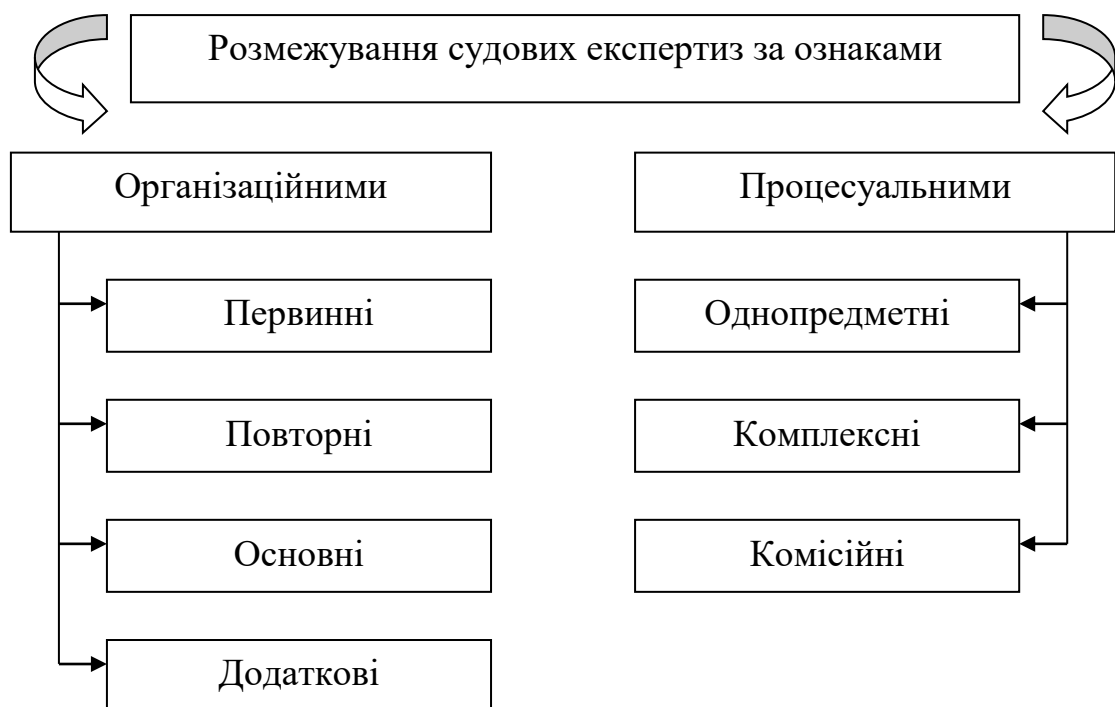 Розмежування судових експертиз за ознаками
Організаційними
Первинні
Повторні
Основні
Додаткові
Процесуальними
Однопредметні
Комплексні
Комісійні